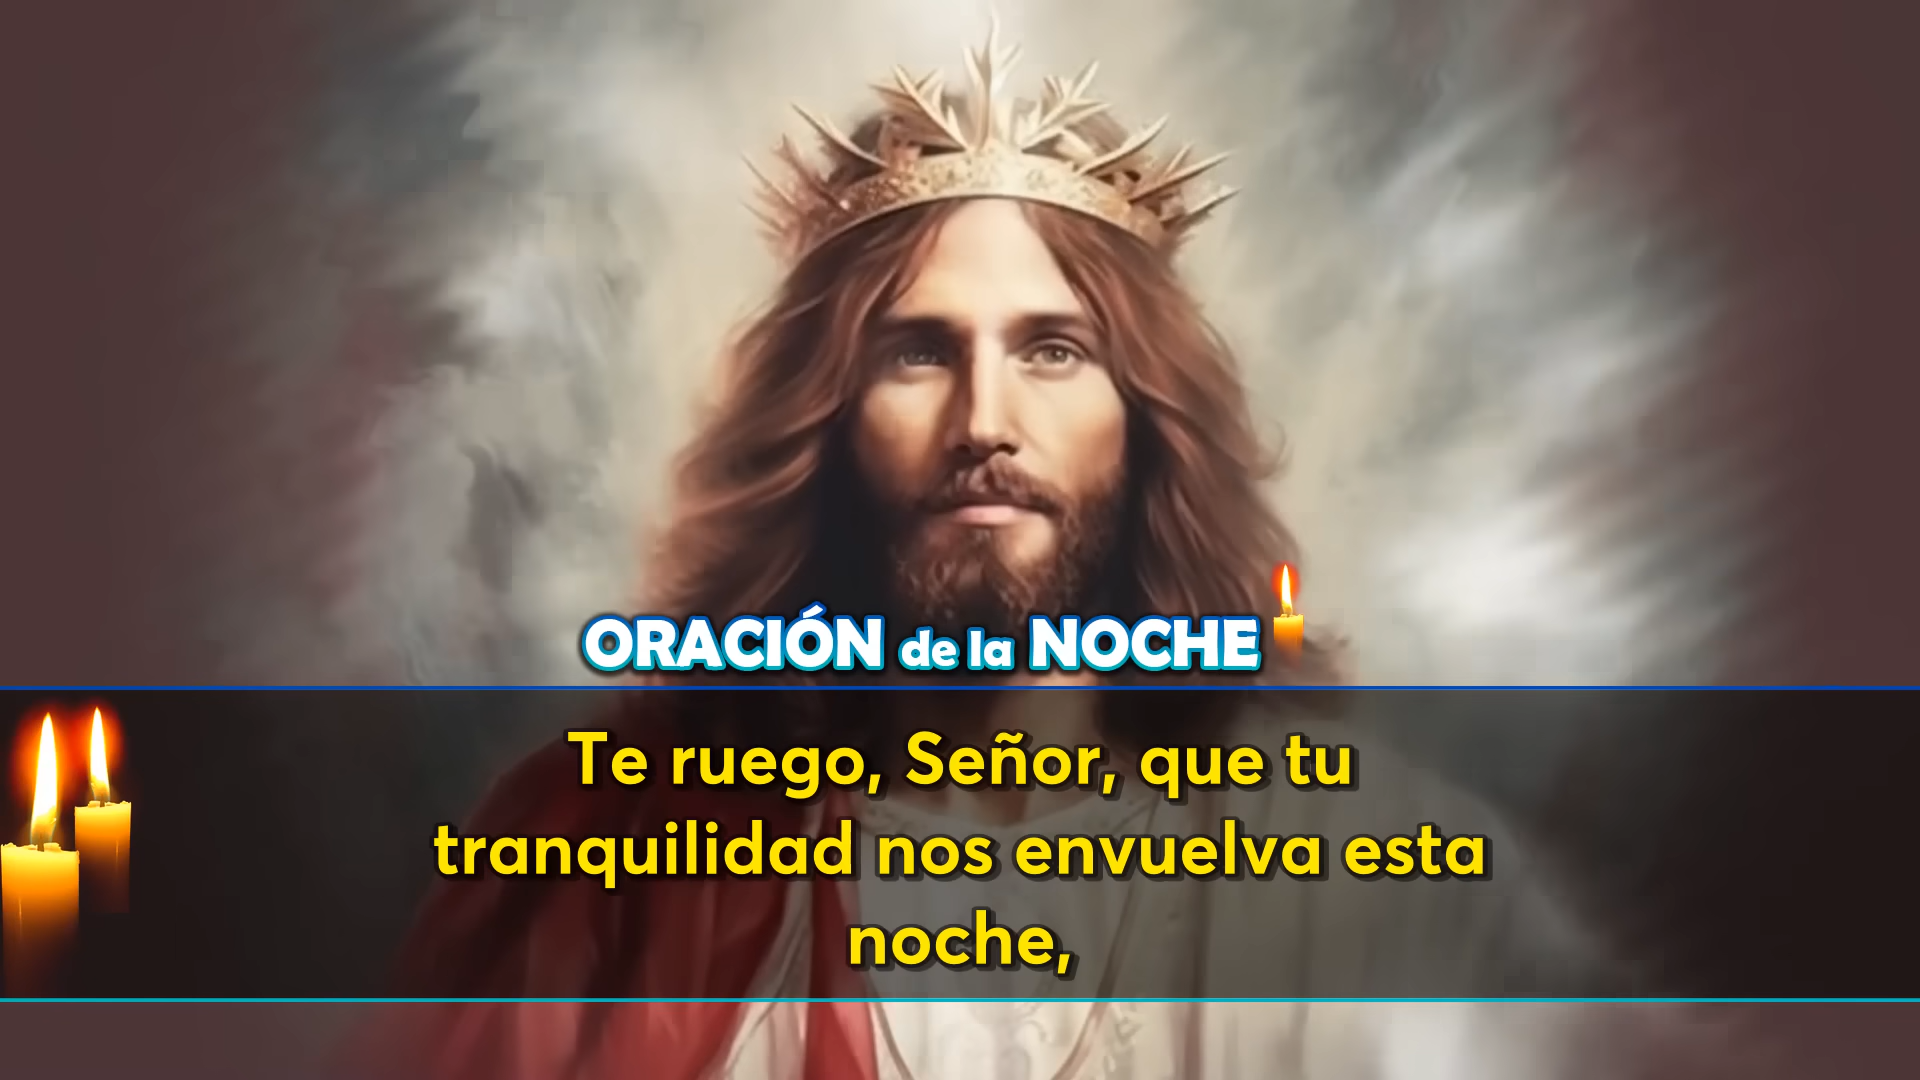 ORACIÓN de la NOCHE
Te ruego, Señor, que tu
tranquilidad nos envuelva esta
noche,